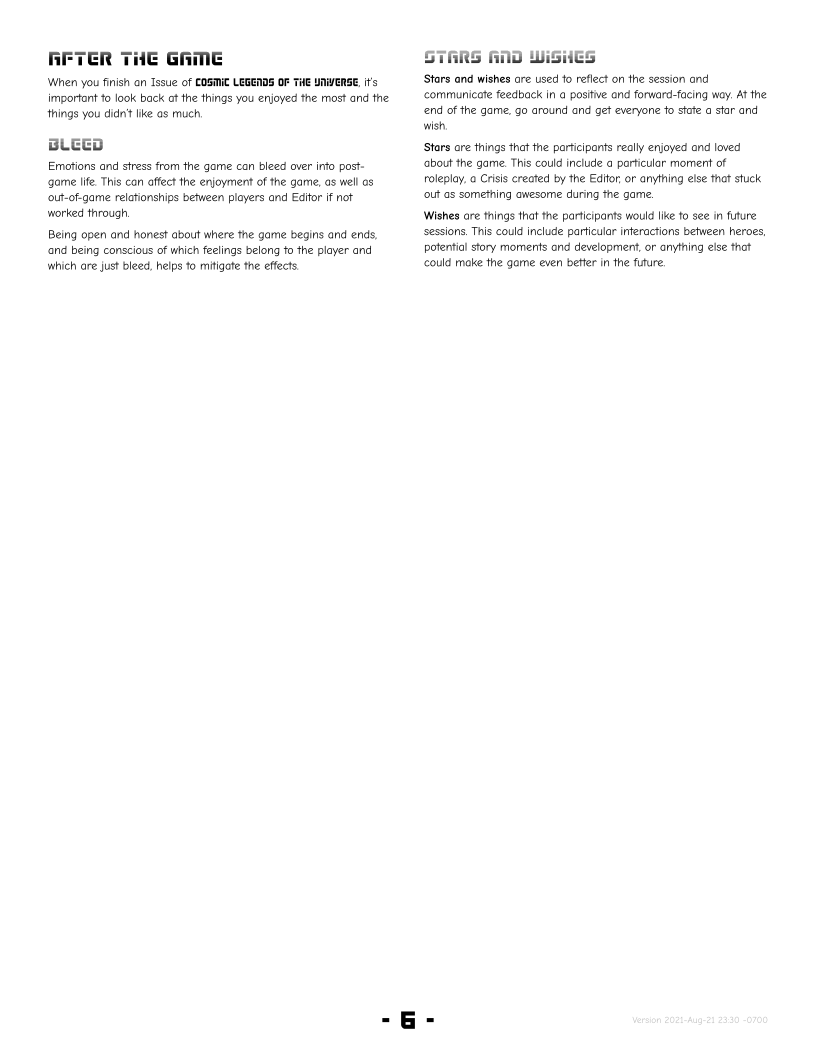 AFTER THE GAME
When you finish an Issue of COSMIC LEGENDS OF THE UNIVERSE, it's
important to look back at the things you enjoyed the most and the
things you didn't like as much.
BLEED
Emotions and stress from the game can bleed over into post-
game life. This can affect the enjoyment of the game, as well as
out-of-game relationships between players and Editor if not
worked through.
Being open and honest about where the game begins and ends,
and being conscious of which feelings belong to the player and
which are just bleed, helps to mitigate the effects.
STARS AND WISHES
Stars and wishes are used to reflect on the session and
communicate feedback in a positive and forward-facing way. At the
end of the game, go around and get everyone to state a star and
wish.
Stars are things that the participants really enjoyed and loved
about the game. This could include a particular moment of
roleplay, a Crisis created by the Editor, or anything else that stuck
out as something awesome during the game.
Wishes are things that the participants would like to see in future
sessions. This could include particular interactions between heroes,
potential story moments and development, or anything else that
could make the game even better in the future.
- 6 -
Version 2021-Aug-21 23:30 -0700